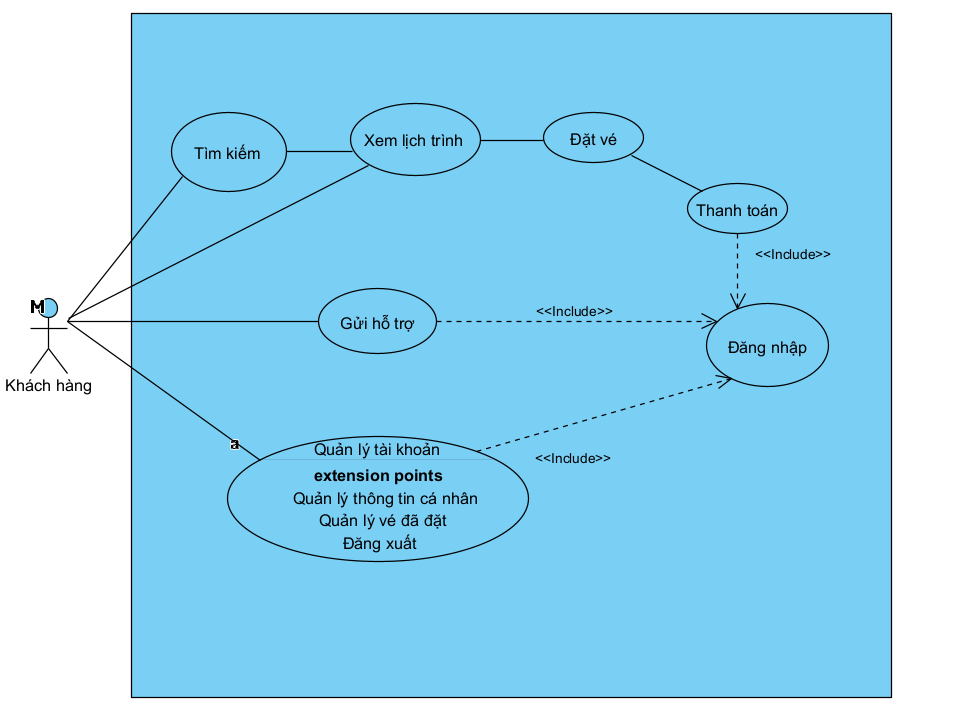 Tìm kiếm
Xem lịch trình
Đặt vé
Thanh toán
<<Include>>
M
Khách hàng
Gửi hỗ trợ
<<Include>>
Đăng nhập
a
Quản lý tài khoản
<<Include>>
extension points
Quản lý thông tin cá nhân
Quản lý vé đã đặt
Đăng xuất